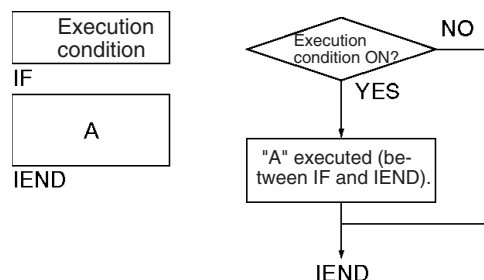 Execution
condition
IF
A
IEND
Execution
condition ON?
NO
YES
"A" executed (be-
tween IF and IEND).
IEND